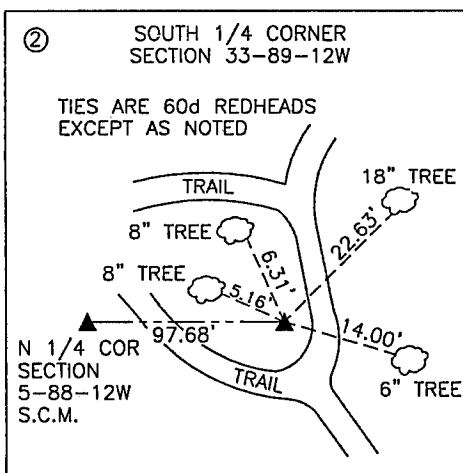 ②
SOUTH 1/4 CORNER
SECTION 33-89-12W
TIES ARE 60d REDHEADS
EXCEPT AS NOTED
TRAIL
18" TREE
8" TREE
22.63'
6.31'
8" TREE
5.16'
14.00'
97.68'
N 1/4 COR
SECTION
5-88-12W
S.C.M.
TRAIL
6" TREE